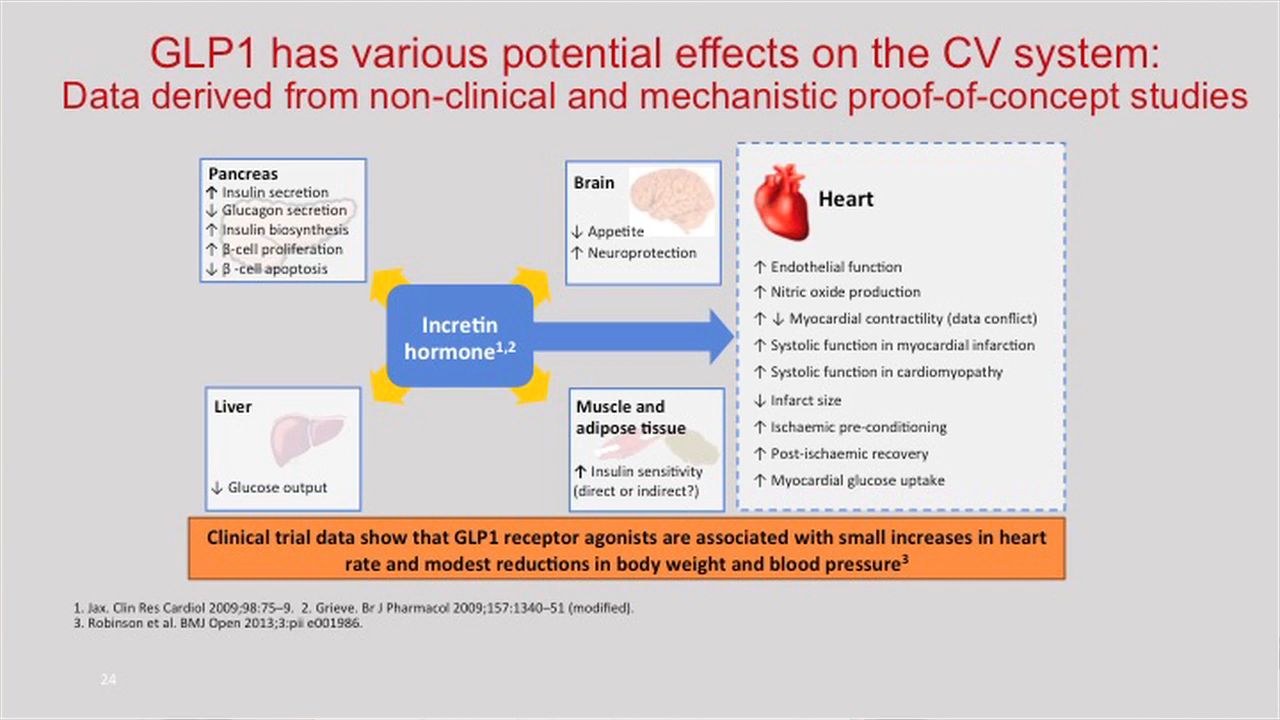 GLP1 has various potential effects on the CV system:
Data derived from non-clinical and mechanistic proof-of-concept studies
Pancreas
↑ Insulin secretion
↓ Glucagon secretion
↑ Insulin biosynthesis
↑ β-cell proliferation
↓ β -cell apoptosis
Brain
↓ Appetite
↑ Neuroprotection
Incretin
hormone1,2
Liver
↓ Glucose output
Muscle and
adipose tissue
↑ Insulin sensitivity
(direct or indirect?)
Heart
↑ Endothelial function
↑ Nitric oxide production
↑ ↓ Myocardial contractility (data conflict)
↑ Systolic function in myocardial infarction
↑ Systolic function in cardiomyopathy
↓ Infarct size
↑ Ischaemic pre-conditioning
↑ Post-ischaemic recovery
↑ Myocardial glucose uptake
Clinical trial data show that GLP1 receptor agonists are associated with small increases in heart
rate and modest reductions in body weight and blood pressure3
1. Jax. Clin Res Cardiol 2009;98:75–9. 2. Grieve. Br J Pharmacol 2009;157:1340–51 (modified).
3. Robinson et al. BMJ Open 2013;3:pii e001986.
24